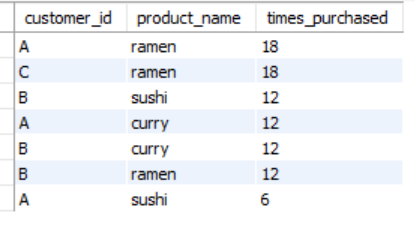 customer_id product_name times_purchased
A ramen 18
C ramen 18
B sushi 12
A curry 12
B curry 12
B ramen 12
A sushi 6